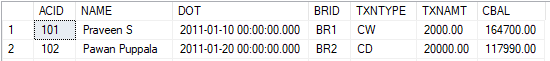 ACID NAME DOT BRID TXNTYPE TXNAMT CBAL
1 101 Praveen S 2011-01-10 00:00:00.000 BR1 CW 2000.00 164700.00
2 102 Pawan Puppala 2011-01-20 00:00:00.000 BR2 CD 20000.00 117990.00